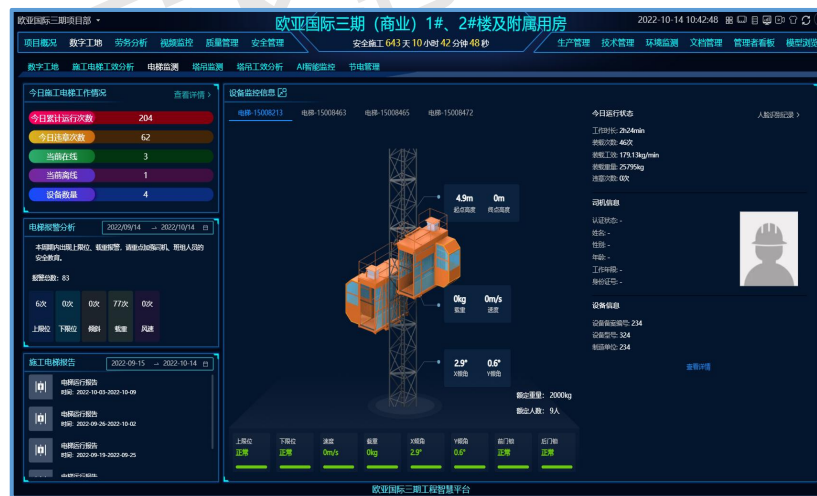 欧亚国际三期项目部
欧亚国际三期（商业）1#、2#楼及附属用房
2022-10-14 10:42:48
项目概况 数字工地 劳务分析 视频监控 质量管理 安全管理
安全施工 643 天 10 小时 42 分钟 48 秒
生产管理 技术管理 环境监测 文档管理 管理者看板 模型浏览
数字工地 施工电梯工效分析 电梯监测 塔吊监测 塔吊工效分析 AI智能监控 节电管理
今日施工电梯工作情况 查看详情 >
今日累计运行次数 204
今日违章次数 62
当前在线 3
当前离线 1
设备数量 4
电梯报警分析 2022/09/14 → 2022/10/14
本周期内出现上限位、载重报警，请重点加强司机、班组人员的
安全教育。
报警总数: 83
6次 0次 0次 77次 0次
上限位 下限位 倾斜 载重 风速
施工电梯报告 2022-09-15 → 2022-10-14
电梯运行报告
时间: 2022-10-03-2022-10-09
电梯运行报告
时间: 2022-09-26-2022-10-02
电梯运行报告
时间: 2022-09-19-2022-09-25
电梯运行报告
设备监控信息
电梯-15008213 电梯-15008463 电梯-15008465 电梯-15008472
4.9m 0m
起点高度 终点高度
0kg 0m/s
载重 速度
2.9° 0.6°
X倾角 Y倾角
额定重量: 2000kg
额定人数: 9人
上限位 下限位 速度 载重 X倾角 Y倾角 前门锁 后门锁
正常 正常 0m/s 0kg 2.9° 0.6° 正常 正常
今日运行状态 人脸识别记录 >
工作时长: 2h24min
装载次数: 46次
装载工效: 179.13kg/min
装载重量: 25795kg
违章次数: 0次
司机信息
认证状态: -
姓名: -
性别: -
年龄: -
工作年限: -
身份证号: -
设备信息
设备备案编号: 234
设备型号: 324
制造单位: 234
查看详情
欧亚国际三期工程智慧平台